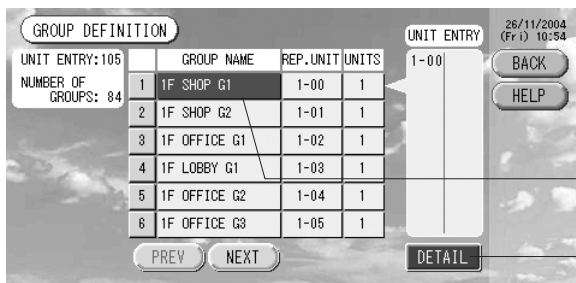 GROUP DEFINITION
26/11/2004
(Fri) 10:54
UNIT ENTRY:105
NUMBER OF
GROUPS: 84
GROUP NAME REP.UNIT UNITS
1 1F SHOP G1 1-00 1
2 1F SHOP G2 1-01 1
3 1F OFFICE G1 1-02 1
4 1F LOBBY G1 1-03 1
5 1F OFFICE G2 1-04 1
6 1F OFFICE G3 1-05 1
PREV NEXT
UNIT ENTRY
1-00
DETAIL
BACK
HELP